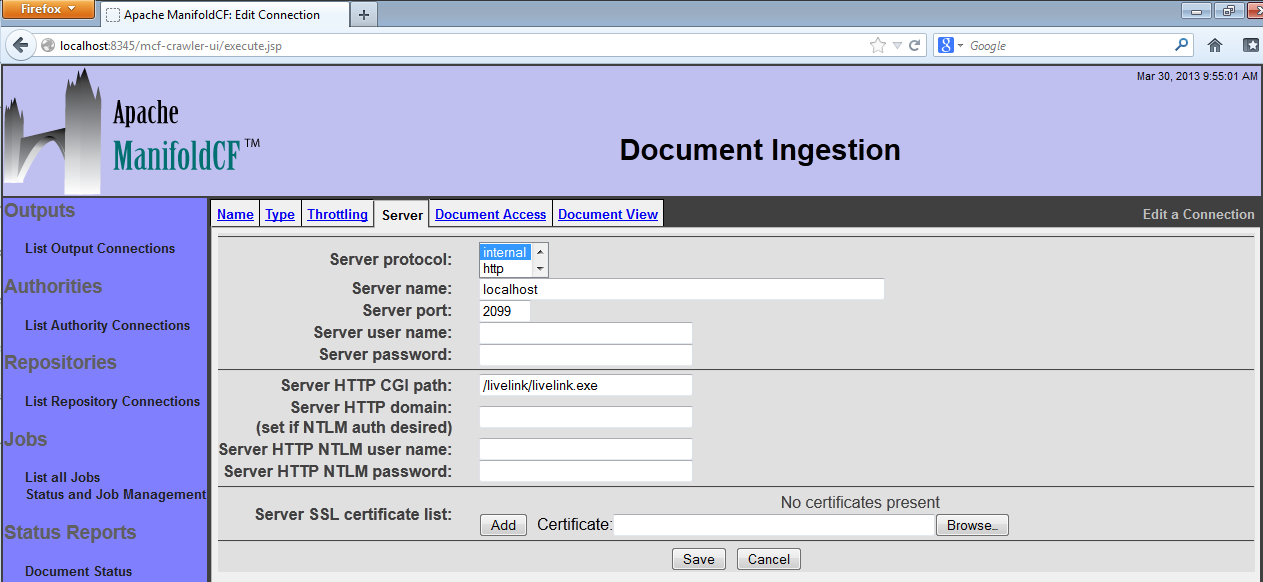 Firefox
Apache ManifoldCF: Edit Connection
localhost:8345/mcf-crawler-ui/execute.jsp
Google
Mar 30, 2013 9:55:01 AM
Apache
ManifoldCF™
Document Ingestion
Outputs
List Output Connections
Authorities
List Authority Connections
Repositories
List Repository Connections
Jobs
List all Jobs
Status and Job Management
Status Reports
Document Status
Name Type Throttling Server Document Access Document View Edit a Connection
Server protocol: internal
http
Server name: localhost
Server port: 2099
Server user name:
Server password:
Server HTTP CGI path: /livelink/livelink.exe
Server HTTP domain:
(set if NTLM auth desired)
Server HTTP NTLM user name:
Server HTTP NTLM password:
No certificates present
Server SSL certificate list:
Add Certificate: Browse...
Save Cancel